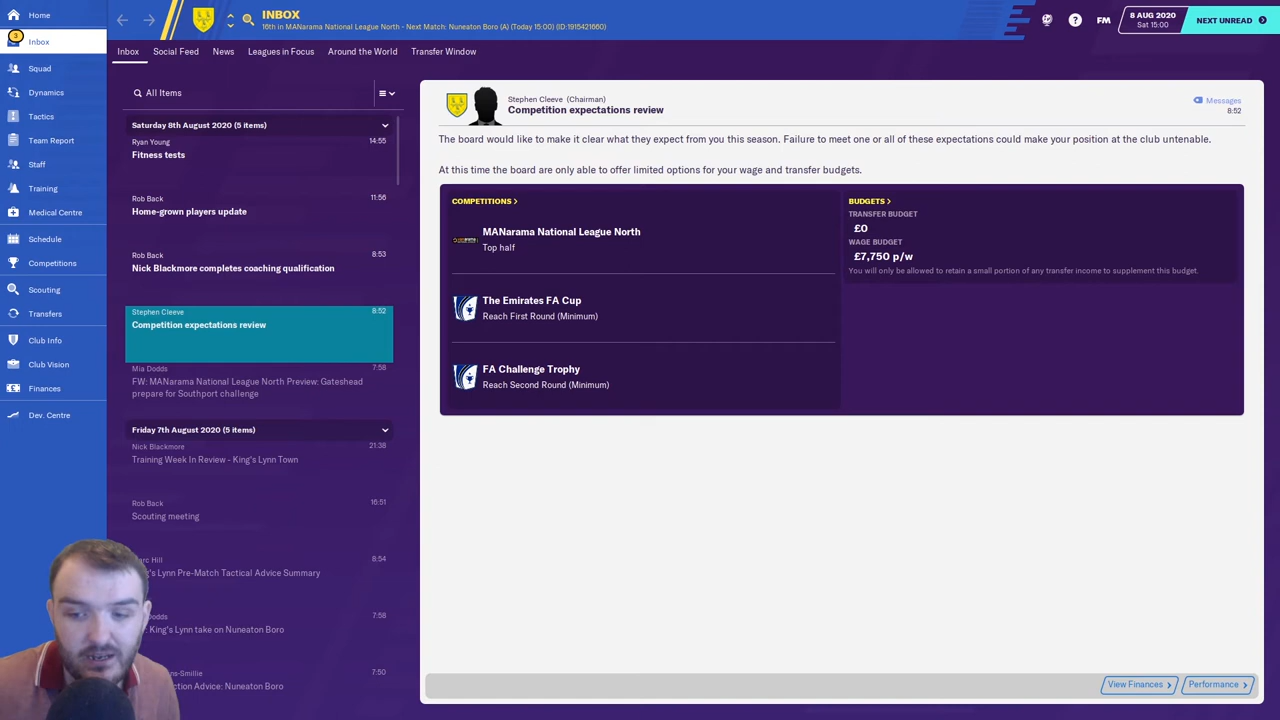 Home
3
Inbox
Squad
Dynamics
Tactics
Team Report
Staff
Training
Medical Centre
Schedule
Competitions
Scouting
Transfers
Club Info
Club Vision
Finances
Dev. Centre
INBOX
16th in MANarama National League North - Next Match: Nuneaton Boro (A) (Today 15:00) (ID:1915421660)
?
FM
8 AUG 2020
Sat 15:00
NEXT UNREAD
Inbox Social Feed News Leagues in Focus Around the World Transfer Window
All Items
Saturday 8th August 2020 (5 items)
Ryan Young 14:55
Fitness tests
Rob Back 11:56
Home-grown players update
Rob Back 8:53
Nick Blackmore completes coaching qualification
Stephen Cleeve 8:52
Competition expectations review
Mia Dodds 7:58
FW: MANarama National League North Preview: Gateshead
prepare for Southport challenge
Friday 7th August 2020 (5 items)
Nick Blackmore 21:38
Training Week In Review - King's Lynn Town
Rob Back 16:51
Scouting meeting
Hill 8:54
Lynn Pre-Match Tactical Advice Summary
Dodds 7:58
King's Lynn take on Nuneaton Boro
-Smillie 7:50
Advice: Nuneaton Boro
Stephen Cleeve (Chairman)
Competition expectations review
Messages
8:52
The board would like to make it clear what they expect from you this season. Failure to meet one or all of these expectations could make your position at the club untenable.
At this time the board are only able to offer limited options for your wage and transfer budgets.
COMPETITIONS
MANarama National League North
Top half
The Emirates FA Cup
Reach First Round (Minimum)
FA Challenge Trophy
Reach Second Round (Minimum)
BUDGETS
TRANSFER BUDGET
£0
WAGE BUDGET
£7,750 p/w
You will only be allowed to retain a small portion of any transfer income to supplement this budget.
View Finances
Performance